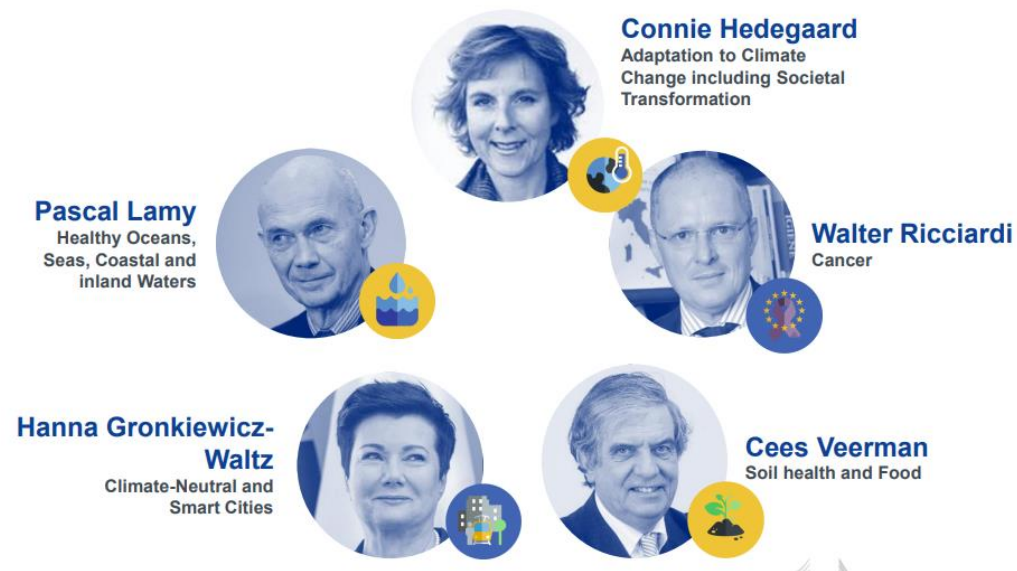 Connie Hedegaard
Adaptation to Climate
Change including Societal
Transformation
Pascal Lamy
Healthy Oceans,
Seas, Coastal and
inland Waters
Walter Ricciardi
Cancer
Hanna Gronkiewicz-
Waltz
Climate-Neutral and
Smart Cities
Cees Veerman
Soil health and Food